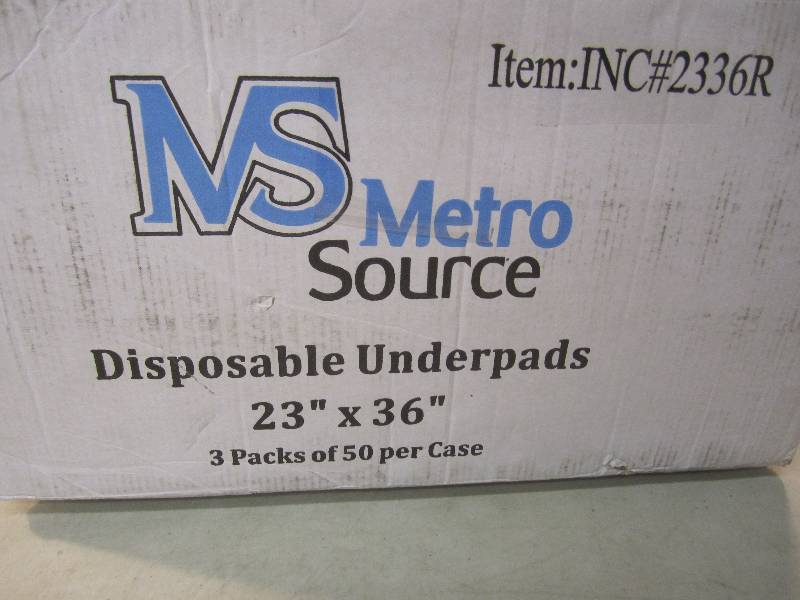 Item:INC#2336R
MS
Metro
Source
Disposable Underpads
23" x 36"
3 Packs of 50 per Case